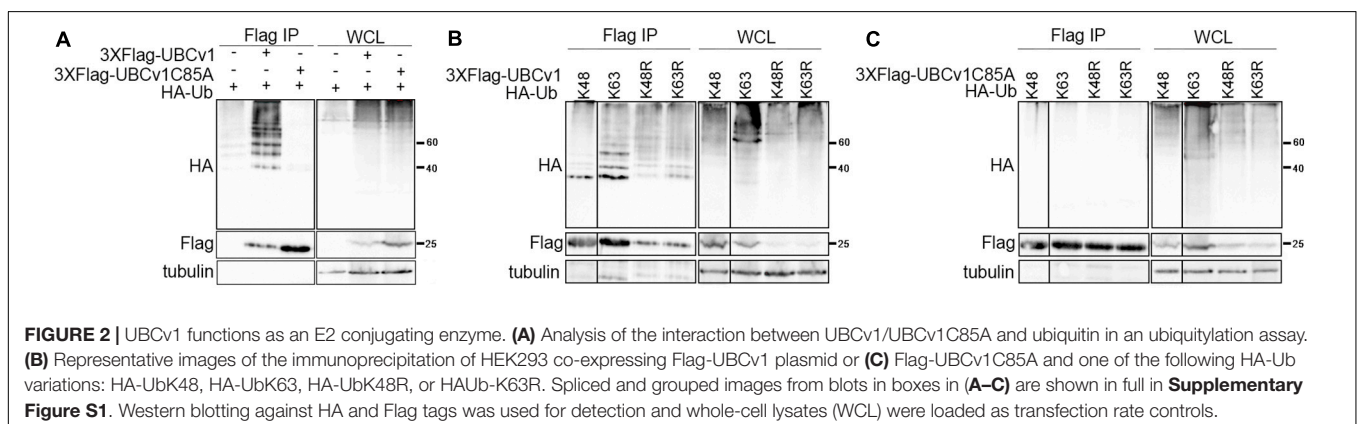 A
Flag IP WCL
3XFlag-UBCv1 - + - - + -
3XFlag-UBCv1C85A - - + - - +
HA-Ub + + + + + +
HA
60
40
Flag
25
tubulin
B
Flag IP WCL
3XFlag-UBCv1
HA-Ub K48 K63 K48R K63R K48 K63 K48R K63R
HA
60
40
Flag
25
tubulin
C
Flag IP WCL
3XFlag-UBCv1C85A
HA-Ub K48 K63 K48R K63R K48 K63 K48R K63R
HA
60
40
Flag
25
tubulin
FIGURE 2 | UBCv1 functions as an E2 conjugating enzyme. (A) Analysis of the interaction between UBCv1/UBCv1C85A and ubiquitin in an ubiquitylation assay.
(B) Representative images of the immunoprecipitation of HEK293 co-expressing Flag-UBCv1 plasmid or (C) Flag-UBCv1C85A and one of the following HA-Ub
variations: HA-UbK48, HA-UbK63, HA-UbK48R, or HAUb-K63R. Spliced and grouped images from blots in boxes in (A–C) are shown in full in Supplementary
Figure S1. Western blotting against HA and Flag tags was used for detection and whole-cell lysates (WCL) were loaded as transfection rate controls.